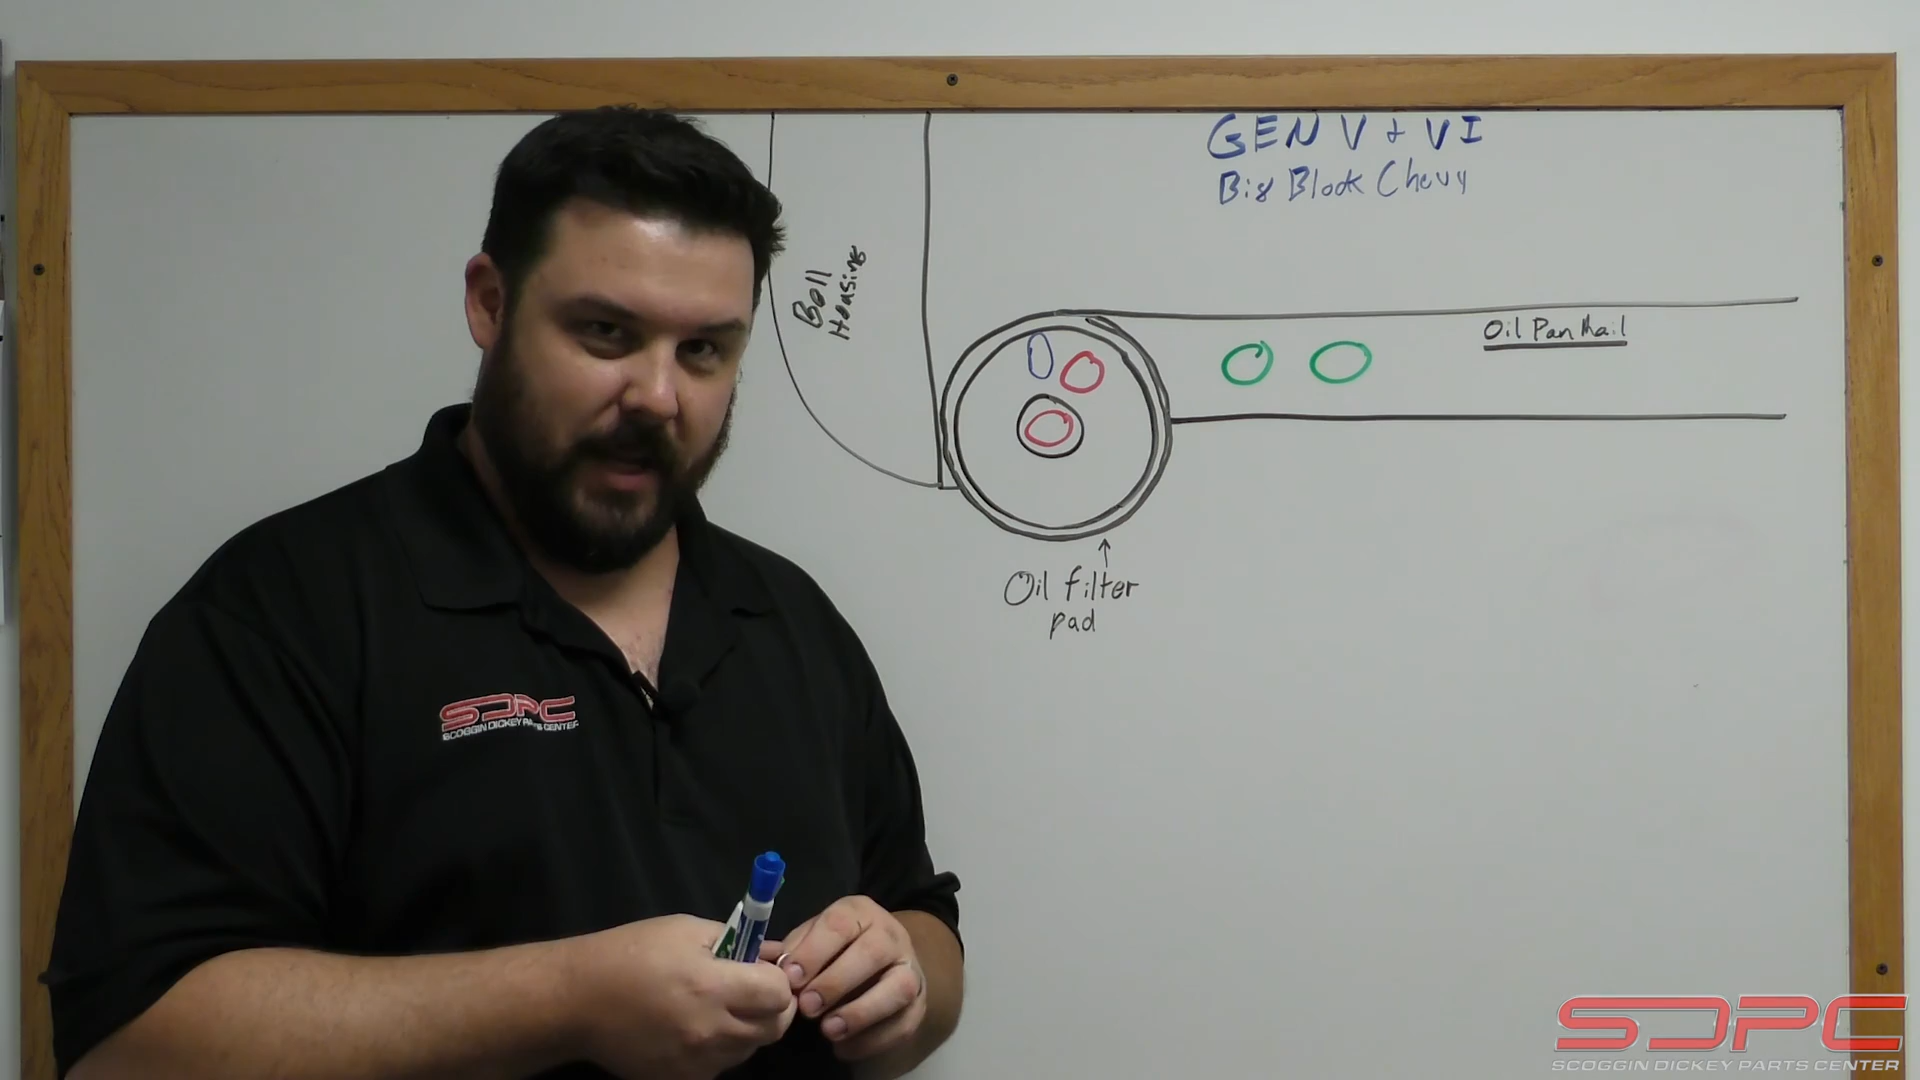 GEN V & VI
Big Block Chevy
Bell
Housing
Oil Pan Rail
Oil filter
pad
SDPC
SCOGGIN DICKEY PARTS CENTER
SDPC
SCOGGIN DICKEY PARTS CENTER